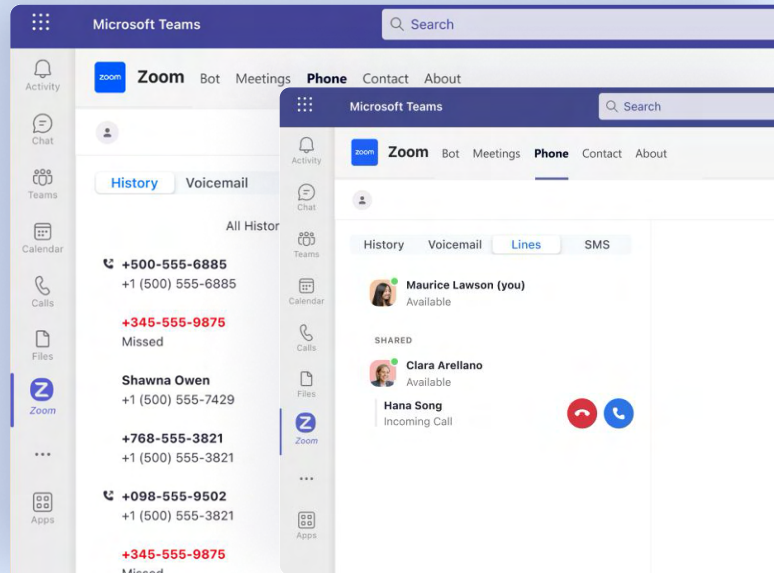 Microsoft Teams
Search
Activity
Chat
Teams
Calendar
Calls
Files
Zoom
Apps
zoom
Zoom Bot Meetings Phone Contact About
History Voicemail
All Histor
+500-555-6885
+1 (500) 555-6885
+345-555-9875
Missed
Shawna Owen
+1 (500) 555-7429
+768-555-3821
+1 (500) 555-3821
+098-555-9502
+1 (500) 555-3821
+345-555-9875
Missed
Microsoft Teams
Search
Activity
Chat
Teams
Calendar
Calls
Files
Zoom
Apps
zoom
Zoom Bot Meetings Phone Contact About
History Voicemail Lines SMS
Maurice Lawson (you)
Available
SHARED
Clara Arellano
Available
Hana Song
Incoming Call